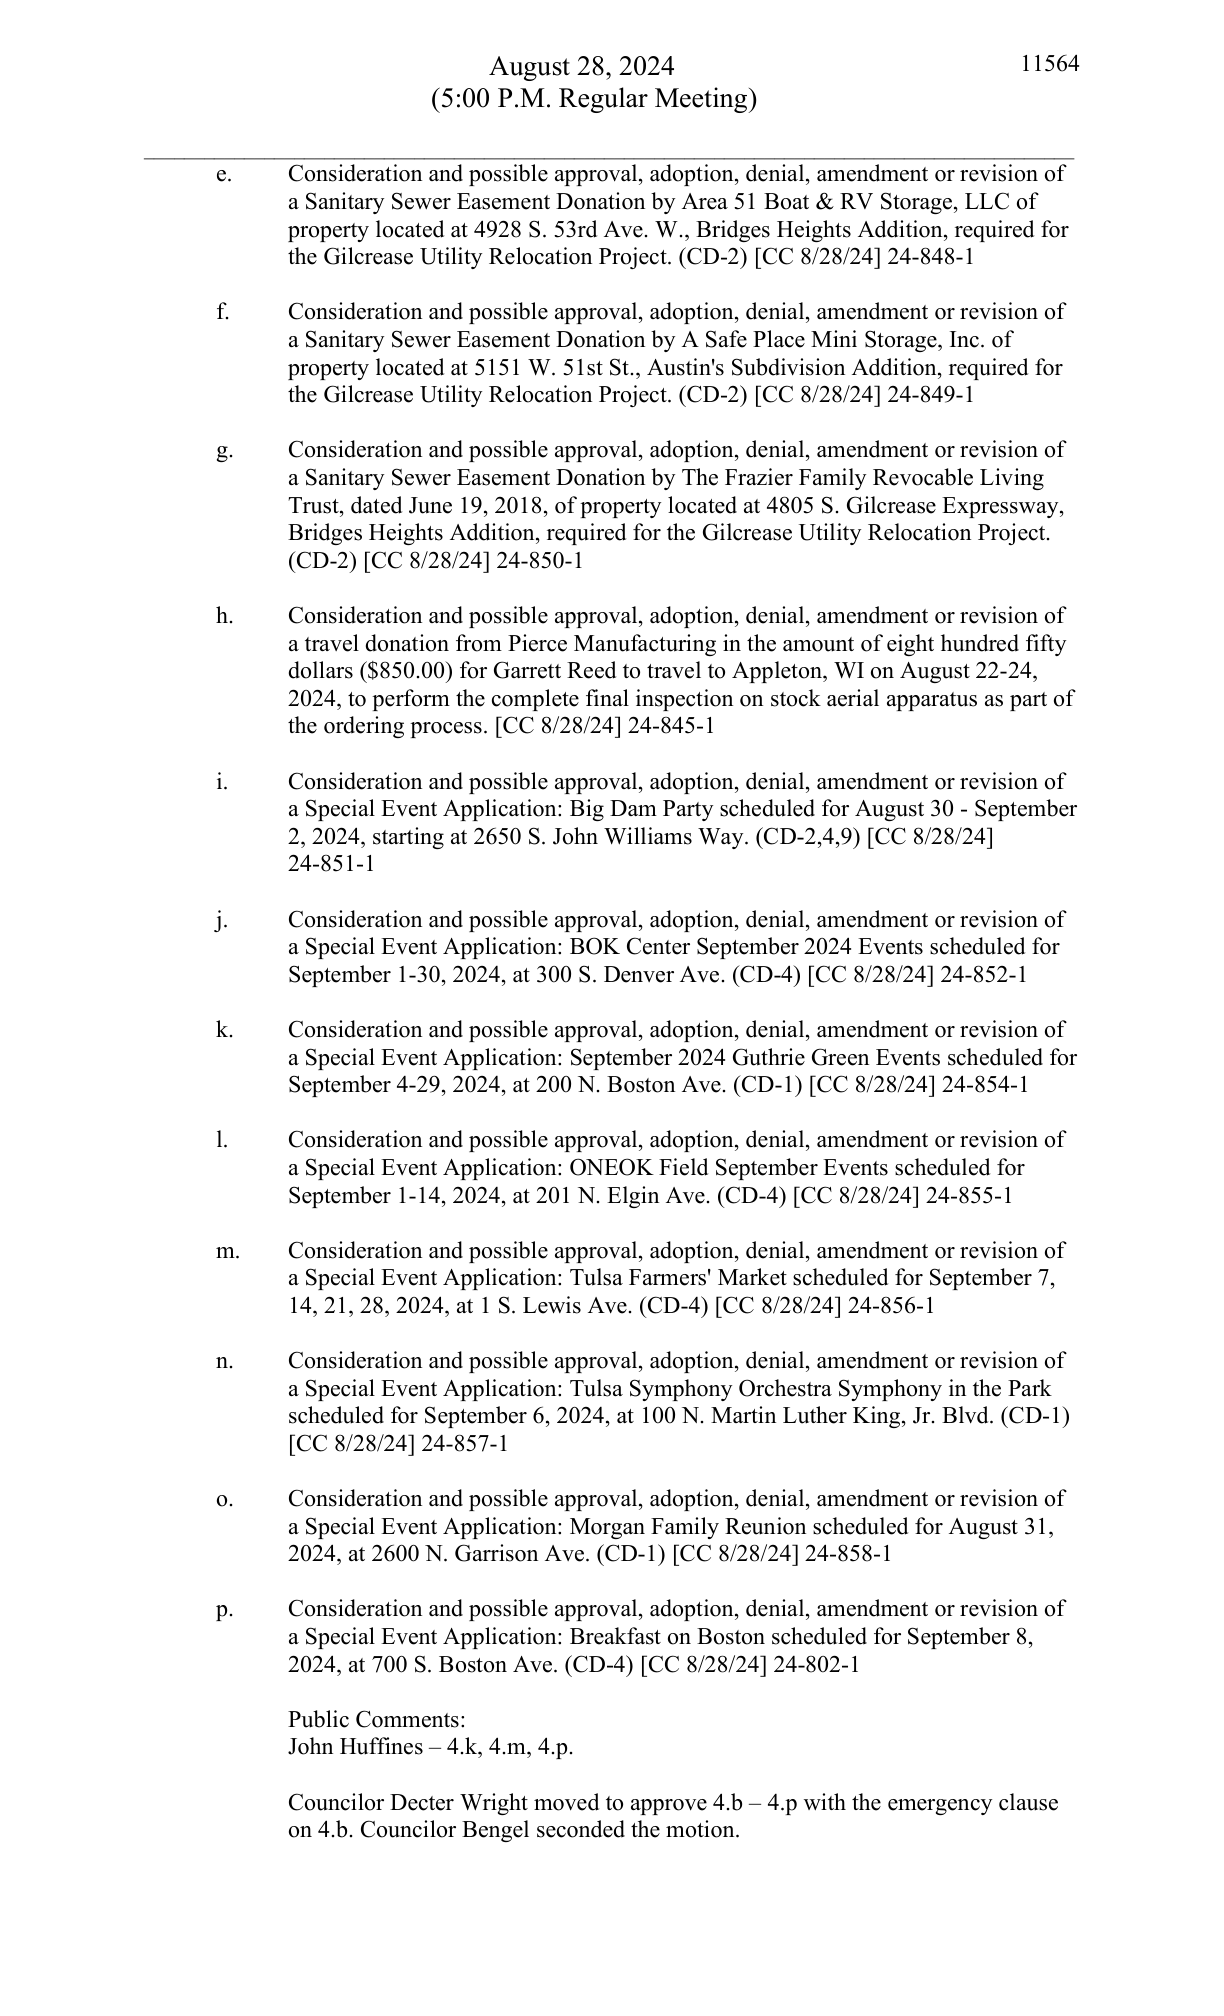 August 28, 2024
11564
(5:00 P.M. Regular Meeting)
e. Consideration and possible approval, adoption, denial, amendment or revision of
a Sanitary Sewer Easement Donation by Area 51 Boat & RV Storage, LLC of
property located at 4928 S. 53rd Ave. W., Bridges Heights Addition, required for
the Gilcrease Utility Relocation Project. (CD-2) [CC 8/28/24] 24-848-1
f. Consideration and possible approval, adoption, denial, amendment or revision of
a Sanitary Sewer Easement Donation by A Safe Place Mini Storage, Inc. of
property located at 5151 W. 51st St., Austin's Subdivision Addition, required for
the Gilcrease Utility Relocation Project. (CD-2) [CC 8/28/24] 24-849-1
g. Consideration and possible approval, adoption, denial, amendment or revision of
a Sanitary Sewer Easement Donation by The Frazier Family Revocable Living
Trust, dated June 19, 2018, of property located at 4805 S. Gilcrease Expressway,
Bridges Heights Addition, required for the Gilcrease Utility Relocation Project.
(CD-2) [CC 8/28/24] 24-850-1
h. Consideration and possible approval, adoption, denial, amendment or revision of
a travel donation from Pierce Manufacturing in the amount of eight hundred fifty
dollars ($850.00) for Garrett Reed to travel to Appleton, WI on August 22-24,
2024, to perform the complete final inspection on stock aerial apparatus as part of
the ordering process. [CC 8/28/24] 24-845-1
i. Consideration and possible approval, adoption, denial, amendment or revision of
a Special Event Application: Big Dam Party scheduled for August 30 - September
2, 2024, starting at 2650 S. John Williams Way. (CD-2,4,9) [CC 8/28/24]
24-851-1
j. Consideration and possible approval, adoption, denial, amendment or revision of
a Special Event Application: BOK Center September 2024 Events scheduled for
September 1-30, 2024, at 300 S. Denver Ave. (CD-4) [CC 8/28/24] 24-852-1
k. Consideration and possible approval, adoption, denial, amendment or revision of
a Special Event Application: September 2024 Guthrie Green Events scheduled for
September 4-29, 2024, at 200 N. Boston Ave. (CD-1) [CC 8/28/24] 24-854-1
l. Consideration and possible approval, adoption, denial, amendment or revision of
a Special Event Application: ONEOK Field September Events scheduled for
September 1-14, 2024, at 201 N. Elgin Ave. (CD-4) [CC 8/28/24] 24-855-1
m. Consideration and possible approval, adoption, denial, amendment or revision of
a Special Event Application: Tulsa Farmers' Market scheduled for September 7,
14, 21, 28, 2024, at 1 S. Lewis Ave. (CD-4) [CC 8/28/24] 24-856-1
n. Consideration and possible approval, adoption, denial, amendment or revision of
a Special Event Application: Tulsa Symphony Orchestra Symphony in the Park
scheduled for September 6, 2024, at 100 N. Martin Luther King, Jr. Blvd. (CD-1)
[CC 8/28/24] 24-857-1
o. Consideration and possible approval, adoption, denial, amendment or revision of
a Special Event Application: Morgan Family Reunion scheduled for August 31,
2024, at 2600 N. Garrison Ave. (CD-1) [CC 8/28/24] 24-858-1
p. Consideration and possible approval, adoption, denial, amendment or revision of
a Special Event Application: Breakfast on Boston scheduled for September 8,
2024, at 700 S. Boston Ave. (CD-4) [CC 8/28/24] 24-802-1
Public Comments:
John Huffines – 4.k, 4.m, 4.p.
Councilor Decter Wright moved to approve 4.b – 4.p with the emergency clause
on 4.b. Councilor Bengel seconded the motion.